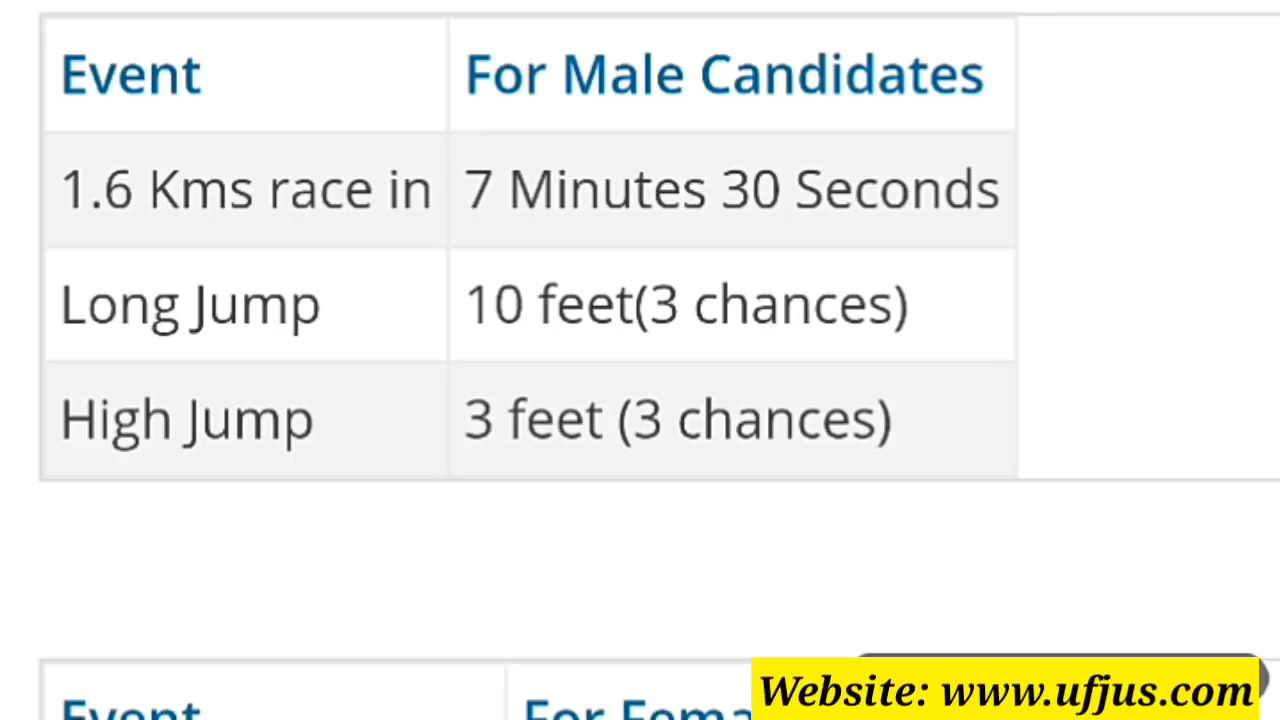 Event For Male Candidates
1.6 Kms race in 7 Minutes 30 Seconds
Long Jump 10 feet(3 chances)
High Jump 3 feet (3 chances)
Event For
Website: www.ufjus.com